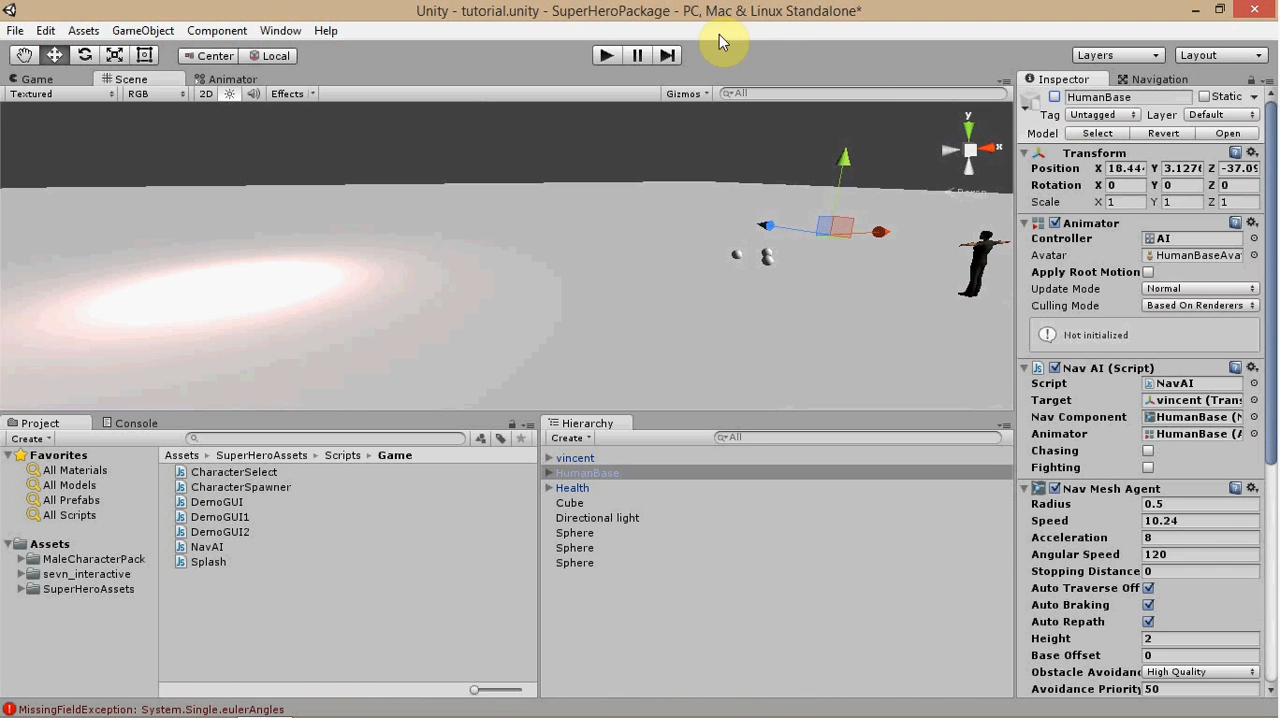 Unity - tutorial.unity - SuperHeroPackage - PC, Mac & Linux Standalone*
File Edit Assets GameObject Component Window Help
Center Local Layers Layout
Game Scene Animator
Textured RGB 2D Effects Gizmos All
y
x
Persp
Inspector Navigation
HumanBase Static
Tag Untagged Layer Default
Model Select Revert Open
Transform
Position X 18.444 Y 3.1276 Z -37.09
Rotation X 0 Y 0 Z 0
Scale X 1 Y 1 Z 1
Animator
Controller AI
Avatar HumanBaseAva
Apply Root Motion
Update Mode Normal
Culling Mode Based On Renderers
Not initialized
Nav AI (Script)
Script NavAI
Target vincent (Trans
Nav Component HumanBase (N
Animator HumanBase (A
Chasing
Fighting
Nav Mesh Agent
Radius 0.5
Speed 10.24
Acceleration 8
Angular Speed 120
Stopping Distance 0
Auto Traverse Off
Auto Braking
Auto Repath
Height 2
Base Offset 0
Obstacle Avoidanc High Quality
Avoidance Priority 50
Project Console
Create
Favorites
All Materials
All Models
All Prefabs
All Scripts
Assets
MaleCharacterPack
sevn_interactive
SuperHeroAssets
Assets SuperHeroAssets Scripts Game
CharacterSelect
CharacterSpawner
DemoGUI
DemoGUI1
DemoGUI2
NavAI
Splash
Hierarchy
Create All
vincent
HumanBase
Health
Cube
Directional light
Sphere
Sphere
Sphere
MissingFieldException: System.Single.eulerAngles